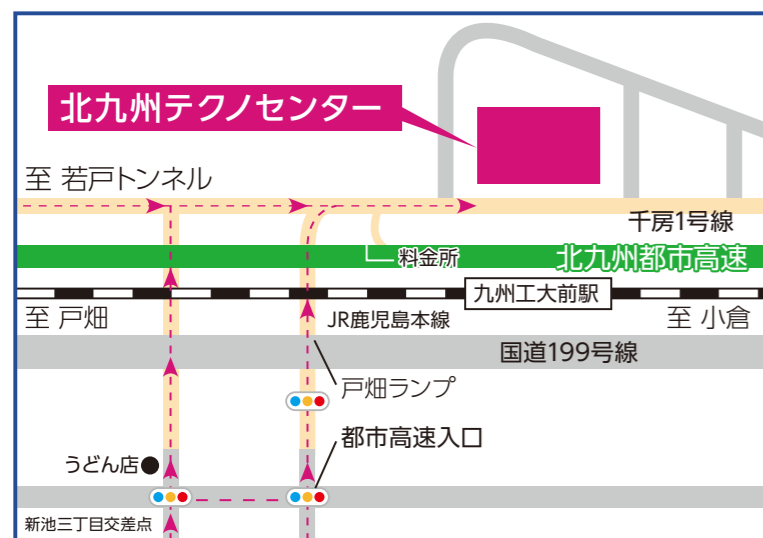 北九州テクノセンター
至 若戸トンネル
千房1号線
料金所
北九州都市高速
九州工大前駅
至 戸畑
JR鹿児島本線
至 小倉
国道199号線
戸畑ランプ
都市高速入口
うどん店
新池三丁目交差点